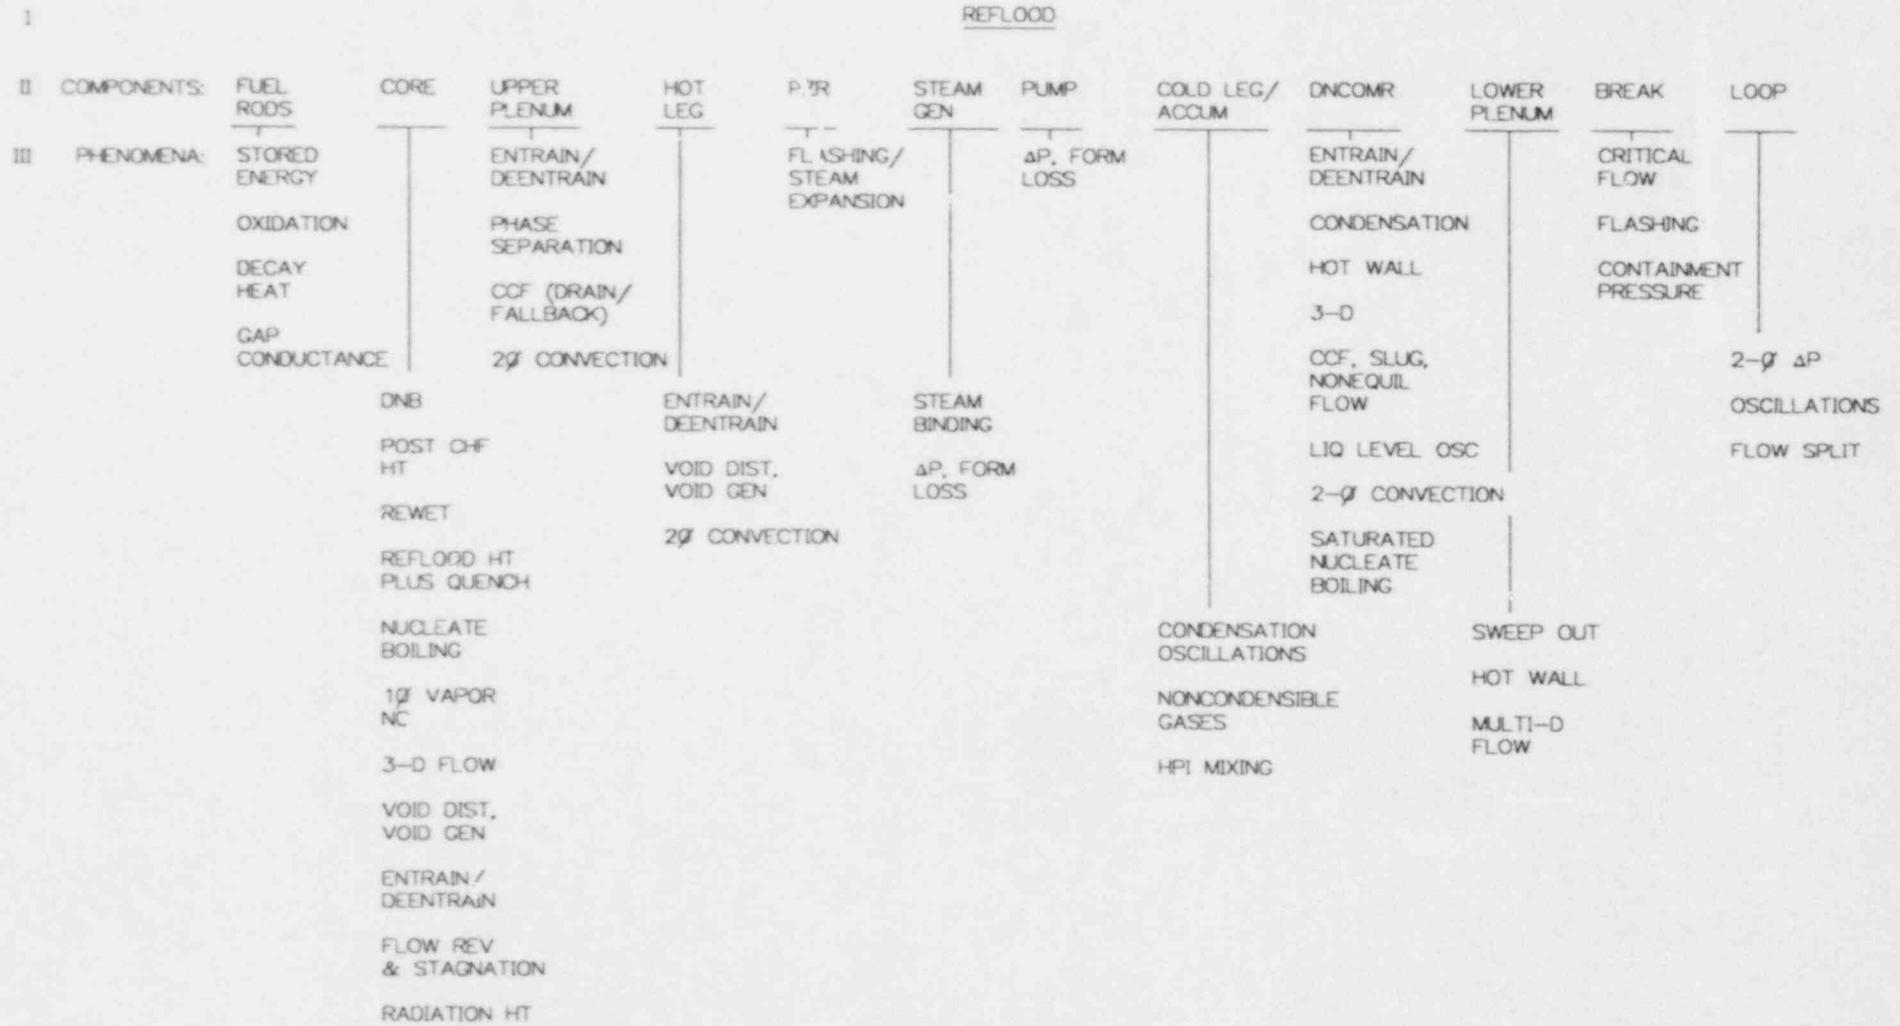 I
REFLOOD
II COMPONENTS:
FUEL
RODS
CORE
UPPER
PLENUM
HOT
LEG
STEAM
GEN
PUMP
COLD LEG/
ACCUM
DNCOMR
LOWER
PLENUM
BREAK
LOOP
III PHENOMENA:
STORED
ENERGY
OXIDATION
DECAY
HEAT
GAP
CONDUCTANCE
DNB
POST CHF
HT
REWET
REFLOOD HT
PLUS QUENCH
NUCLEATE
BOILING
1Ø VAPOR
NC
3-D FLOW
VOID DIST,
VOID GEN
ENTRAIN/
DEENTRAIN
FLOW REV
& STAGNATION
RADIATION HT
ENTRAIN/
DEENTRAIN
PHASE
SEPARATION
CCF (DRAIN/
FALLBACK)
2Ø CONVECTION
ENTRAIN/
DEENTRAIN
VOID DIST,
VOID GEN
2Ø CONVECTION
FLASHING/
STEAM
EXPANSION
STEAM
BINDING
ΔP, FORM
LOSS
ΔP, FORM
LOSS
CONDENSATION
OSCILLATIONS
NONCONDENSIBLE
GASES
HPI MIXING
ENTRAIN/
DEENTRAIN
CONDENSATION
HOT WALL
3-D
CCF, SLUG,
NONEQUIL
FLOW
LIQ LEVEL OSC
2-Ø CONVECTION
SATURATED
NUCLEATE
BOILING
SWEEP OUT
HOT WALL
MULTI-D
FLOW
CRITICAL
FLOW
FLASHING
CONTAINMENT
PRESSURE
2-Ø ΔP
OSCILLATIONS
FLOW SPLIT